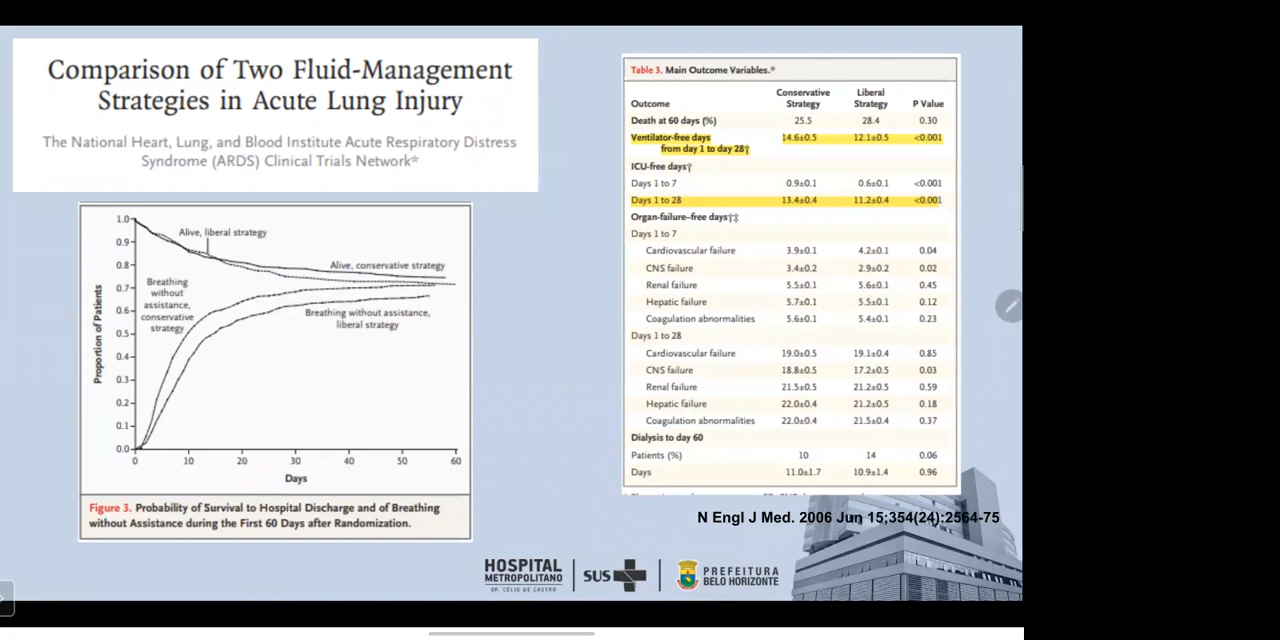 Comparison of Two Fluid-Management
Strategies in Acute Lung Injury
The National Heart, Lung, and Blood Institute Acute Respiratory Distress
Syndrome (ARDS) Clinical Trials Network*
1.0
0.9
0.8
0.7
0.6
0.5
0.4
0.3
0.2
0.1
0.0
Proportion of Patients
Alive, liberal strategy
Alive, conservative strategy
Breathing
without
assistance,
conservative
strategy
Breathing without assistance,
liberal strategy
0 10 20 30 40 50 60
Days
Figure 3. Probability of Survival to Hospital Discharge and of Breathing
without Assistance during the First 60 Days after Randomization.
Table 3. Main Outcome Variables.*
Outcome Conservative Strategy Liberal Strategy P Value
Death at 60 days (%) 25.5 28.4 0.30
Ventilator-free days 14.6±0.5 12.1±0.5 <0.001
from day 1 to day 28†
ICU-free days†
Days 1 to 7 0.9±0.1 0.6±0.1 <0.001
Days 1 to 28 13.4±0.4 11.2±0.4 <0.001
Organ-failure–free days†‡
Days 1 to 7
Cardiovascular failure 3.9±0.1 4.2±0.1 0.04
CNS failure 3.4±0.2 2.9±0.2 0.02
Renal failure 5.5±0.1 5.6±0.1 0.45
Hepatic failure 5.7±0.1 5.5±0.1 0.12
Coagulation abnormalities 5.6±0.1 5.4±0.1 0.23
Days 1 to 28
Cardiovascular failure 19.0±0.5 19.1±0.4 0.85
CNS failure 18.8±0.5 17.2±0.5 0.03
Renal failure 21.5±0.5 21.2±0.5 0.59
Hepatic failure 22.0±0.4 21.2±0.5 0.18
Coagulation abnormalities 22.0±0.4 21.5±0.4 0.37
Dialysis to day 60
Patients (%) 10 14 0.06
Days 11.0±1.7 10.9±1.4 0.96
N Engl J Med. 2006 Jun 15;354(24):2564-75
HOSPITAL
METROPOLITANO
DR. CÉLIO DE CASTRO
SUS
PREFEITURA
BELO HORIZONTE